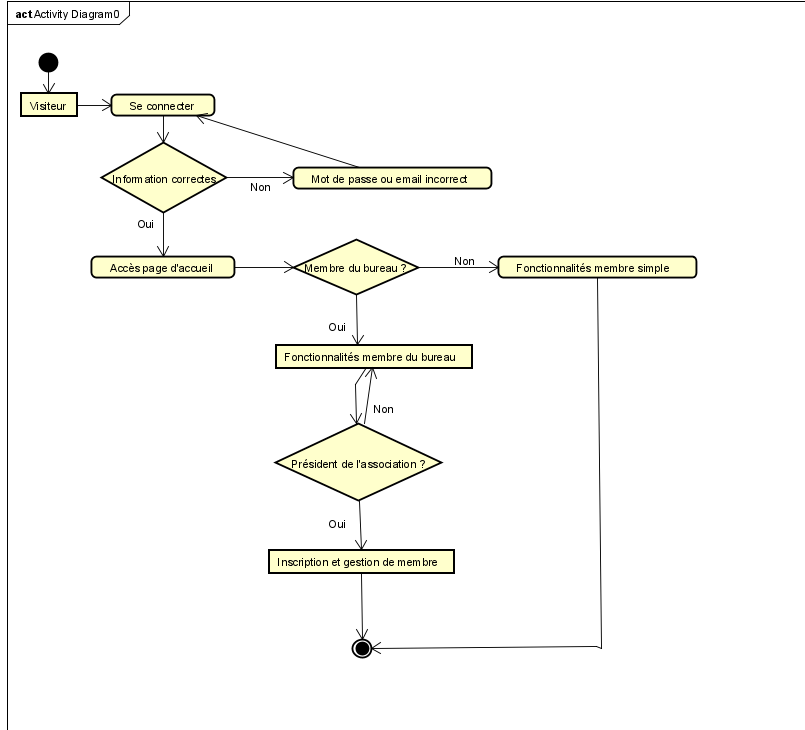 act Activity Diagram0
Visiteur
Se connecter
Information correctes
Non
Mot de passe ou email incorrect
Oui
Accès page d'accueil
Membre du bureau ?
Non
Fonctionnalités membre simple
Oui
Fonctionnalités membre du bureau
Non
Président de l'association ?
Oui
Inscription et gestion de membre